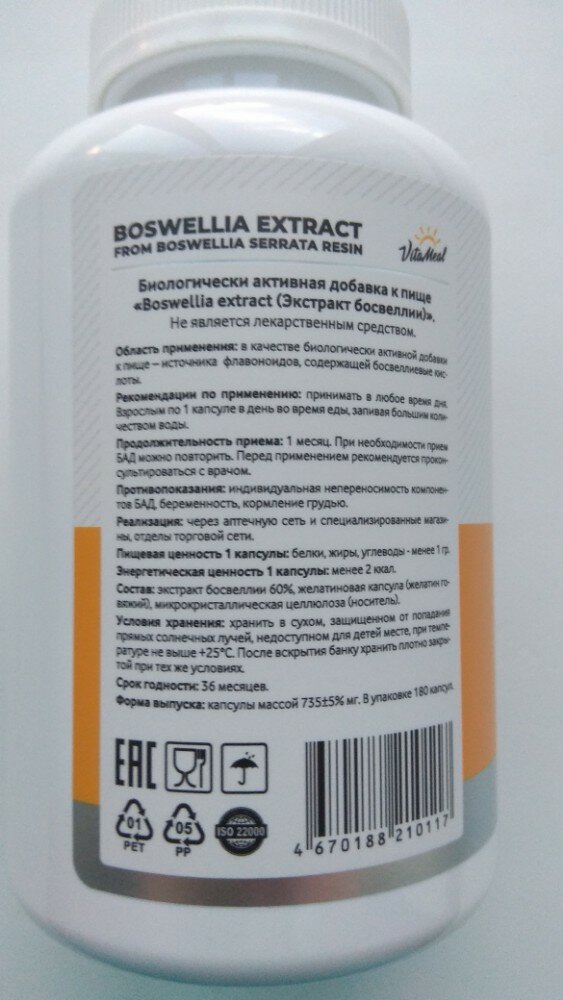 BOSWELLIA EXTRACT
FROM BOSWELLIA SERRATA RESIN
VitaMeal
Биологически активная добавка к пище
«Boswellia extract (Экстракт босвеллии)».
Не является лекарственным средством.
Область применения: в качестве биологически активной добавки
к пище – источника флавоноидов, содержащей босвеллиевые кис-
лоты.
Рекомендации по применению: принимать в любое время дня.
Взрослым по 1 капсуле в день во время еды, запивая большим коли-
чеством воды.
Продолжительность приема: 1 месяц. При необходимости прием
БАД можно повторить. Перед применением рекомендуется прокон-
сультироваться с врачом.
Противопоказания: индивидуальная непереносимость компонен-
тов БАД, беременность, кормление грудью.
Реализация: через аптечную сеть и специализированные магази-
ны, отделы торговой сети.
Пищевая ценность 1 капсулы: белки, жиры, углеводы - менее 1 гр.
Энергетическая ценность 1 капсулы: менее 2 ккал.
Состав: экстракт босвеллии 60%, желатиновая капсула (желатин го-
вяжий), микрокристаллическая целлюлоза (носитель).
Условия хранения: хранить в сухом, защищенном от попадания
прямых солнечных лучей, недоступном для детей месте, при темпе-
ратуре не выше +25°C. После вскрытия банку хранить плотно закры-
той при тех же условиях.
Срок годности: 36 месяцев.
Форма выпуска: капсулы массой 735±5% мг. В упаковке 180 капсул.
EAC
01
PET
05
PP
ISO 22000
4 670188 210117